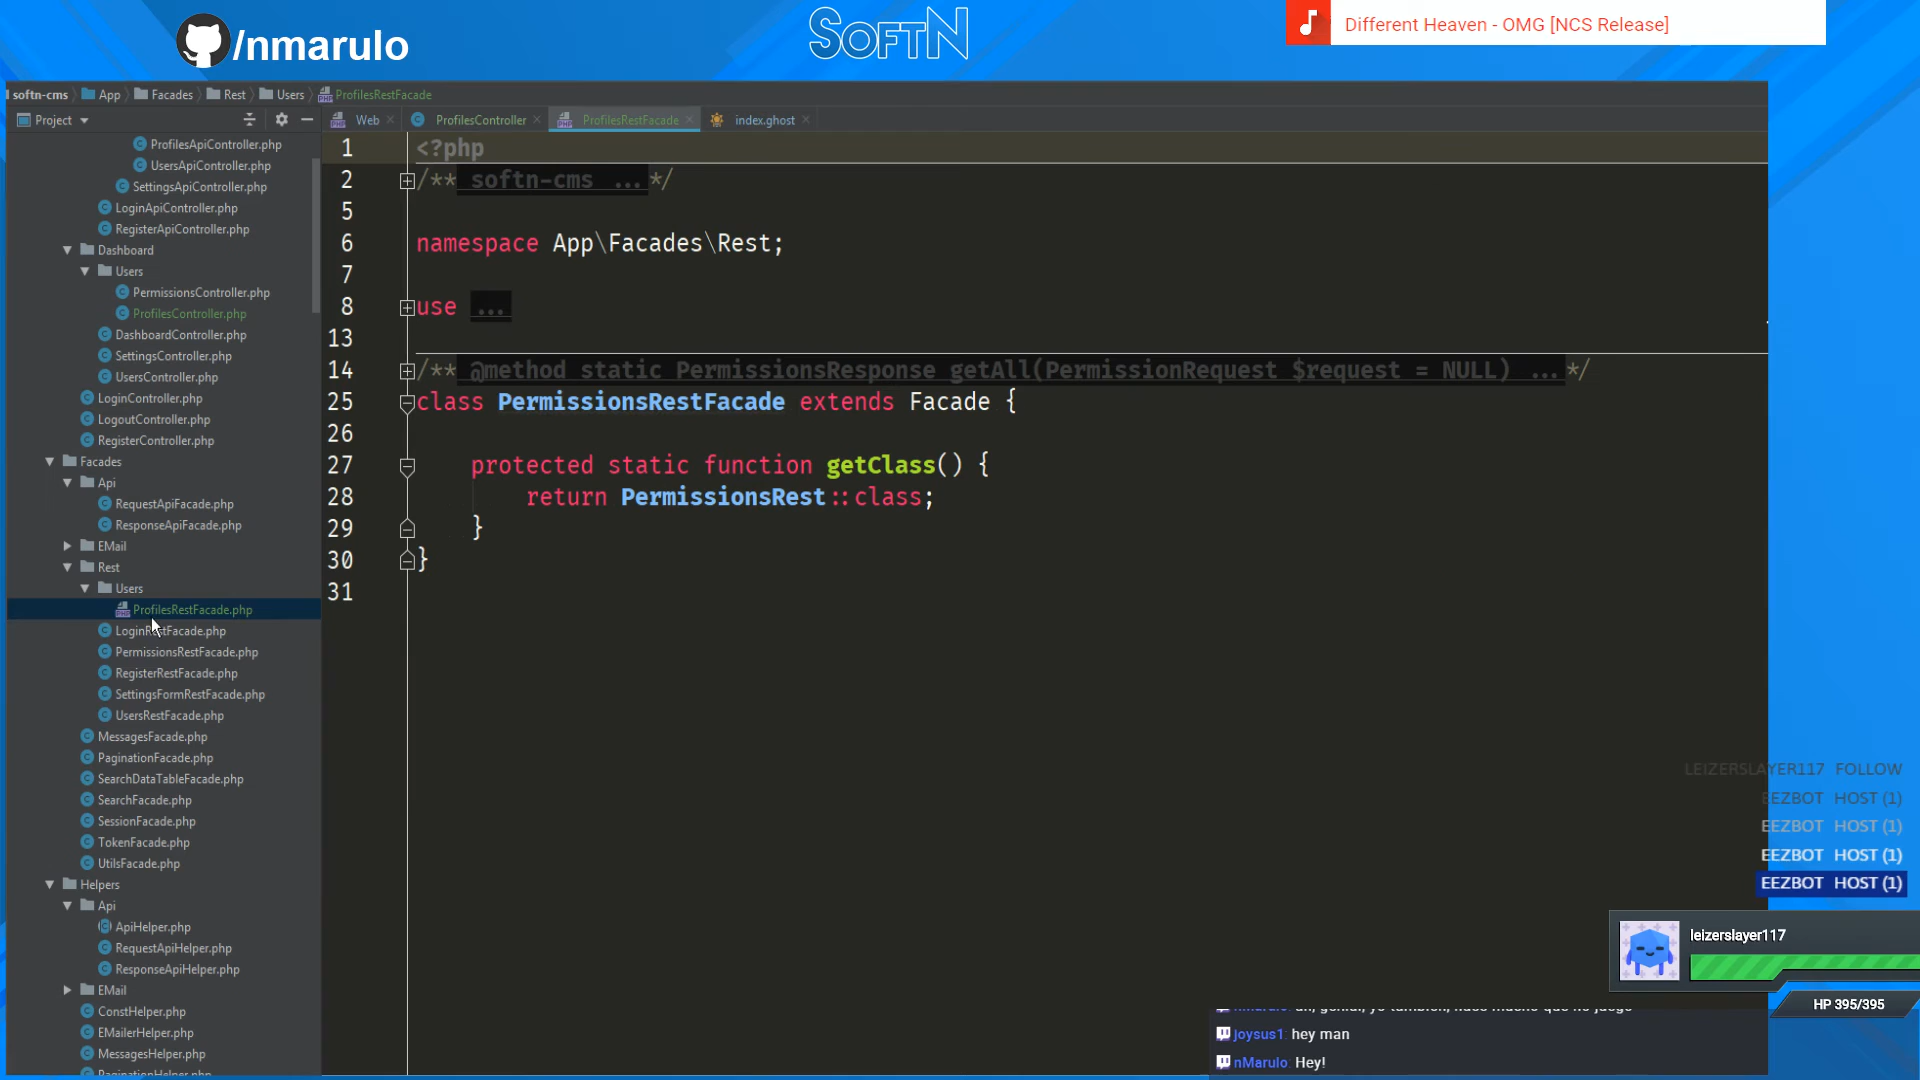 /nmarulo
SOFTN
Different Heaven - OMG [NCS Release]
softn-cms App Facades Rest Users ProfilesRestFacade
Project
Web ProfilesController ProfilesRestFacade index.ghost
ProfilesApiController.php
UsersApiController.php
SettingsApiController.php
LoginApiController.php
RegisterApiController.php
Dashboard
Users
PermissionsController.php
ProfilesController.php
DashboardController.php
SettingsController.php
UsersController.php
LoginController.php
LogoutController.php
RegisterController.php
Facades
Api
RequestApiFacade.php
ResponseApiFacade.php
EMail
Rest
Users
ProfilesRestFacade.php
LoginRestFacade.php
PermissionsRestFacade.php
RegisterRestFacade.php
SettingsFormRestFacade.php
UsersRestFacade.php
MessagesFacade.php
PaginationFacade.php
SearchDataTableFacade.php
SearchFacade.php
SessionFacade.php
TokenFacade.php
UtilsFacade.php
Helpers
Api
ApiHelper.php
RequestApiHelper.php
ResponseApiHelper.php
EMail
ConstHelper.php
EMailerHelper.php
MessagesHelper.php
PaginationHelper.php
1 <?php
2 /** softn-cms ...*/
5
6 namespace App\Facades\Rest;
7
8 use ...
13
14 /** @method static PermissionsResponse getAll(PermissionRequest $request = NULL) ...*/
25 class PermissionsRestFacade extends Facade {
26
27 protected static function getClass() {
28 return PermissionsRest::class;
29 }
30 }
31
LEIZERSLAYER117 FOLLOW
EEZBOT HOST (1)
EEZBOT HOST (1)
EEZBOT HOST (1)
EEZBOT HOST (1)
leizerslayer117
HP 395/395
joysus1: hey man
nMarulo: Hey!